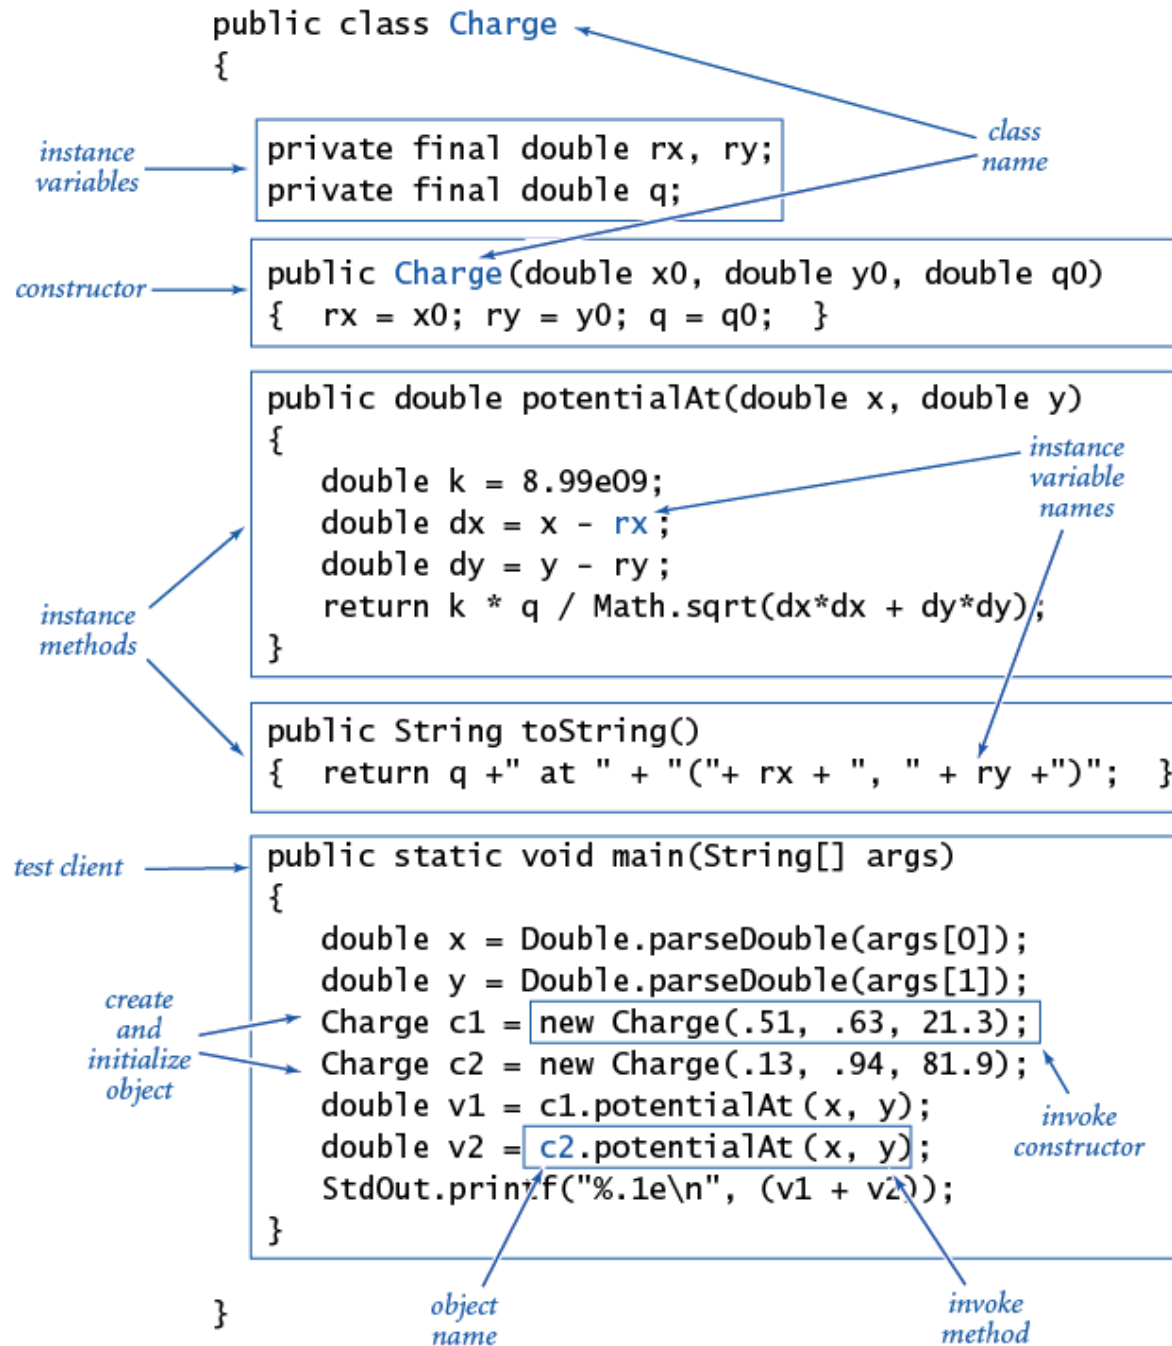 public class Charge
{
class
name
instance
variables
private final double rx, ry;
private final double q;
constructor
public Charge(double x0, double y0, double q0)
{  rx = x0; ry = y0; q = q0;  }
instance
methods
public double potentialAt(double x, double y)
{
   double k = 8.99e09;
   double dx = x - rx;
   double dy = y - ry;
   return k * q / Math.sqrt(dx*dx + dy*dy);
}
instance
variable
names
public String toString()
{  return q +" at " + "("+ rx + ", " + ry +")";  }
test client
public static void main(String[] args)
{
   double x = Double.parseDouble(args[0]);
   double y = Double.parseDouble(args[1]);
   Charge c1 = new Charge(.51, .63, 21.3);
   Charge c2 = new Charge(.13, .94, 81.9);
   double v1 = c1.potentialAt(x, y);
   double v2 = c2.potentialAt(x, y);
   StdOut.printf("%.1e\n", (v1 + v2));
}
create
and
initialize
object
invoke
constructor
}
object
name
invoke
method